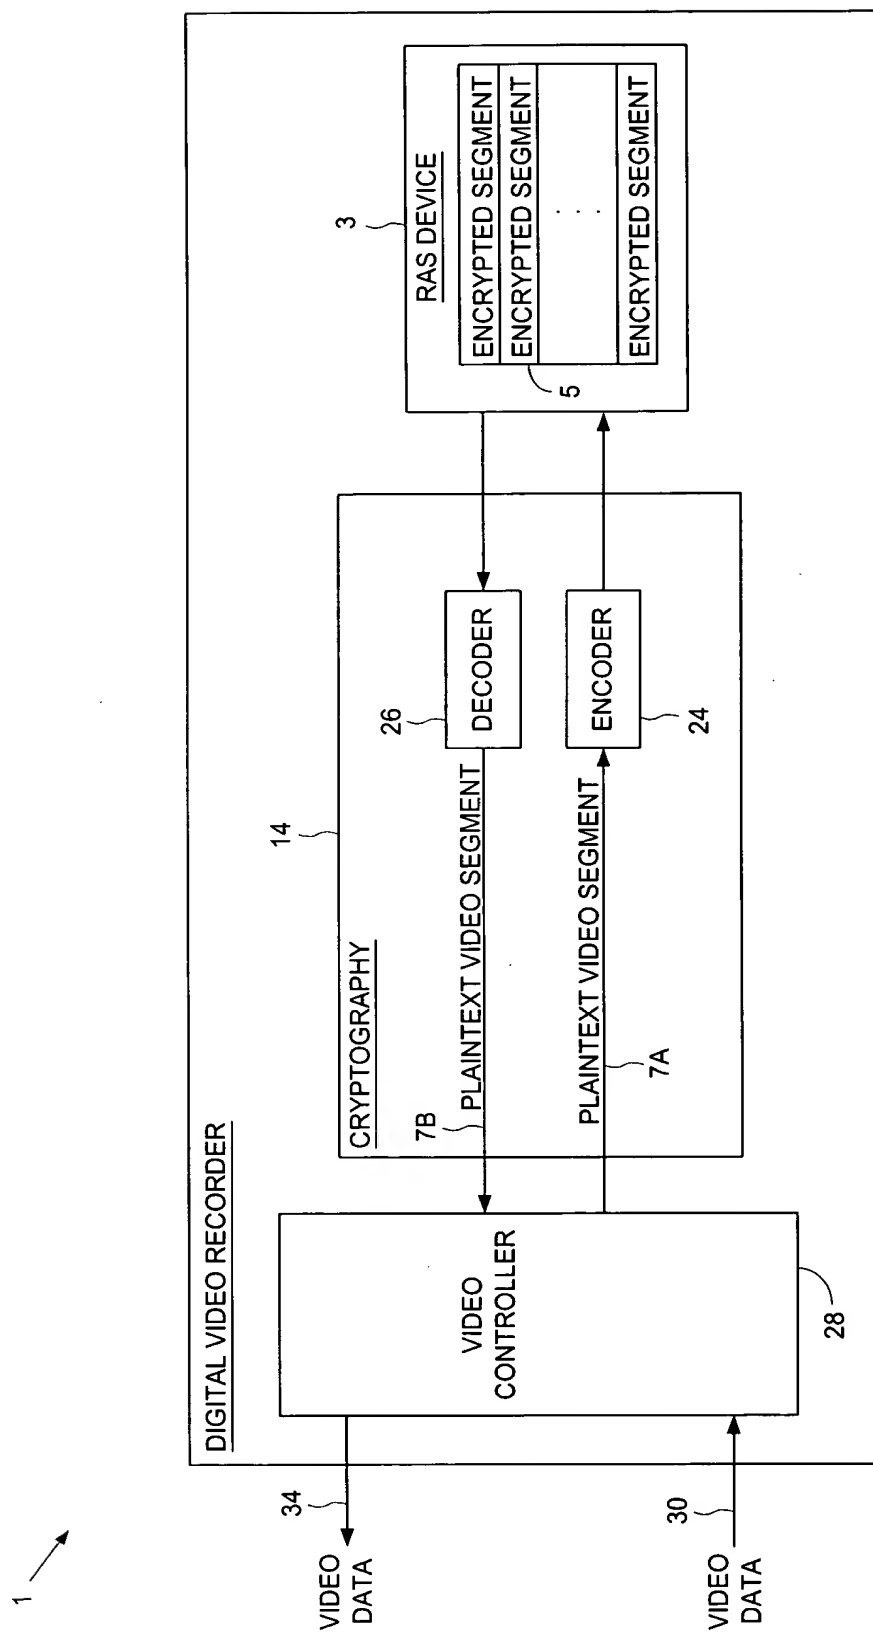 1
DIGITAL VIDEO RECORDER
VIDEO
DATA
34
VIDEO
DATA
30
VIDEO
CONTROLLER
28
CRYPTOGRAPHY
14
7B
PLAINTEXT VIDEO SEGMENT
26
DECODER
PLAINTEXT VIDEO SEGMENT
7A
ENCODER
24
RAS DEVICE
3
ENCRYPTED SEGMENT
ENCRYPTED SEGMENT
5
. . .
ENCRYPTED SEGMENT